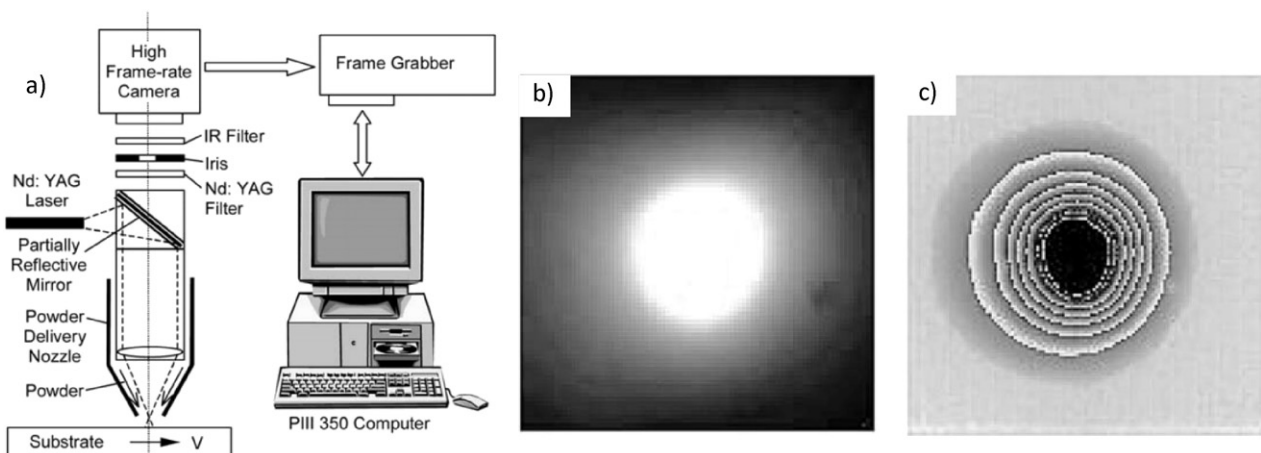 a)
High
Frame-rate
Camera
Frame Grabber
IR Filter
Iris
Nd: YAG
Filter
Nd: YAG
Laser
Partially
Reflective
Mirror
Powder
Delivery
Nozzle
Powder
Substrate
V
PIII 350 Computer
b)
c)